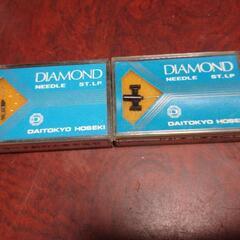 DIAMOND
NEEDLE ST. LP
DAITOKYO HOSEKI
DIAMOND
NEEDLE ST. LP
DAITOKYO HOSEKI